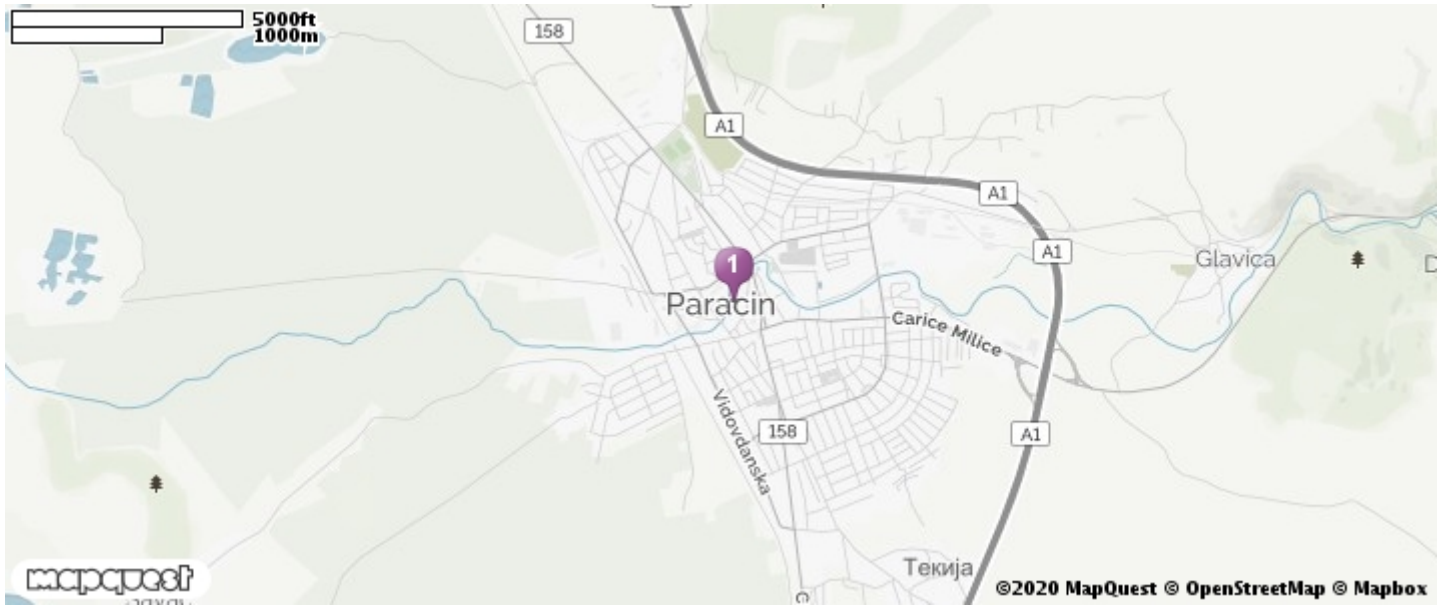 5000ft
1000m
158
A1
A1
A1
Glavica
1
Paracin
Carice Milice
Vidovdanska
158
A1
Текија
mapquest
©2020 MapQuest © OpenStreetMap © Mapbox